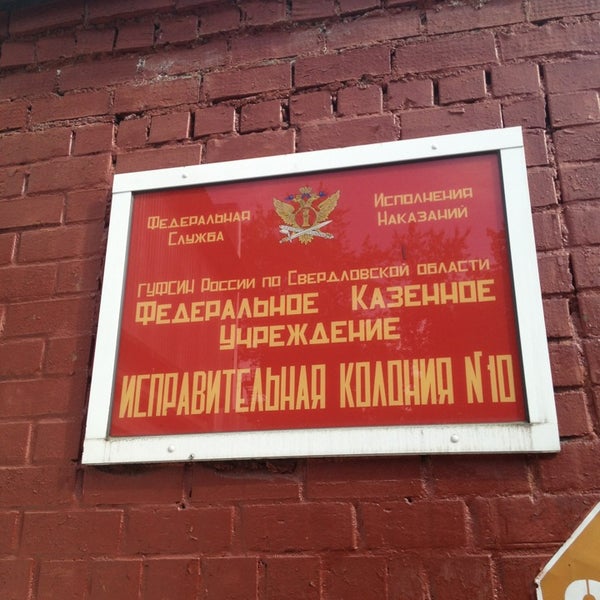 Федеральная Служба
Исполнения Наказаний
ГУФСИН России по Свердловской области
Федеральное Казенное
учреждение
ИСПРАВИТЕЛЬНАЯ КОЛОНИЯ №10